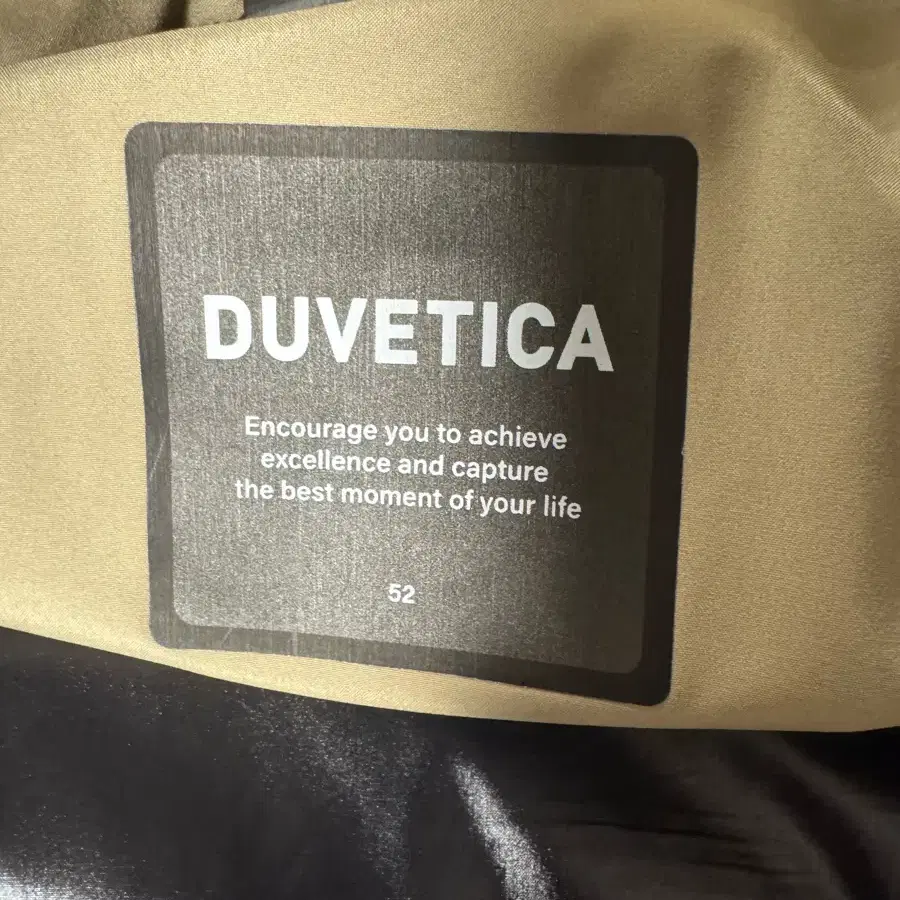 DUVETICA
Encourage you to achieve
excellence and capture
the best moment of your life
52